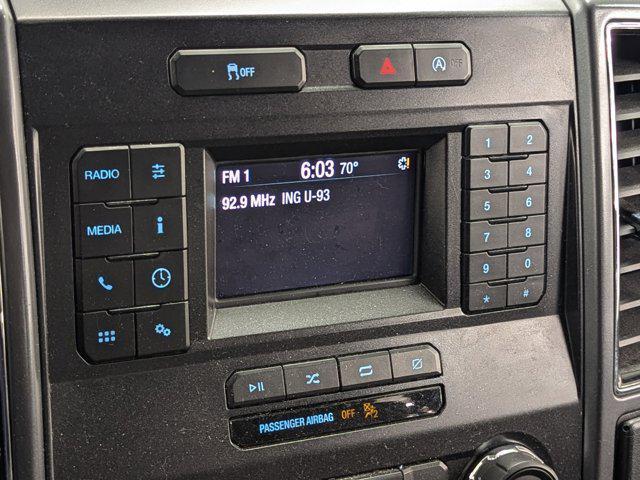 OFF
A OFF
RADIO
MEDIA
FM 1 6:03 70°
92.9 MHz ING U-93
1 2
3 4
5 6
7 8
9 0
* #
PASSENGER AIRBAG OFF 2